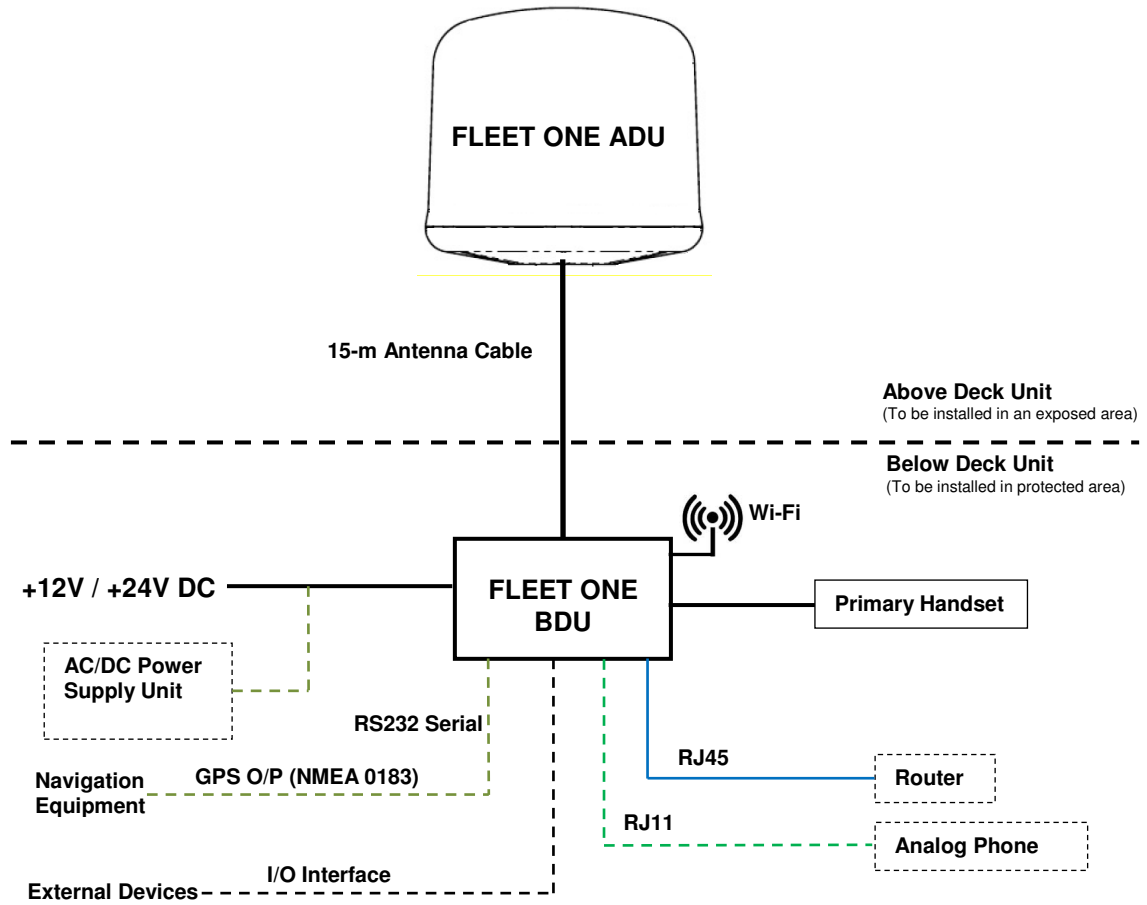 FLEET ONE ADU
15-m Antenna Cable
Above Deck Unit
(To be installed in an exposed area)
Below Deck Unit
(To be installed in protected area)
Wi-Fi
+12V / +24V DC
FLEET ONE
BDU
Primary Handset
AC/DC Power
Supply Unit
RS232 Serial
RJ45
Navigation
Equipment
GPS O/P (NMEA 0183)
Router
RJ11
Analog Phone
I/O Interface
External Devices